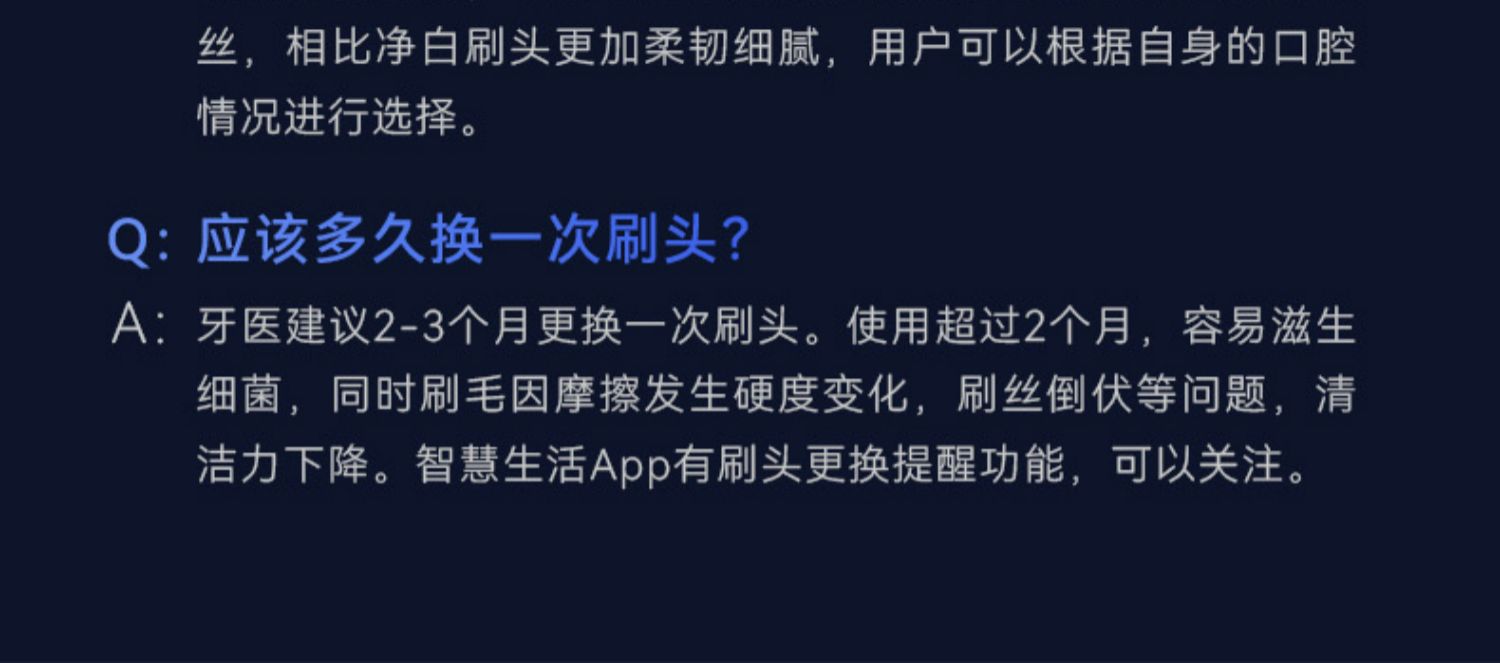 丝，相比净白刷头更加柔韧细腻，用户可以根据自身的口腔
情况进行选择。
Q：应该多久换一次刷头？
A：牙医建议2-3个月更换一次刷头。使用超过2个月，容易滋生
细菌，同时刷毛因摩擦发生硬度变化，刷丝倒伏等问题，清
洁力下降。智慧生活App有刷头更换提醒功能，可以关注。